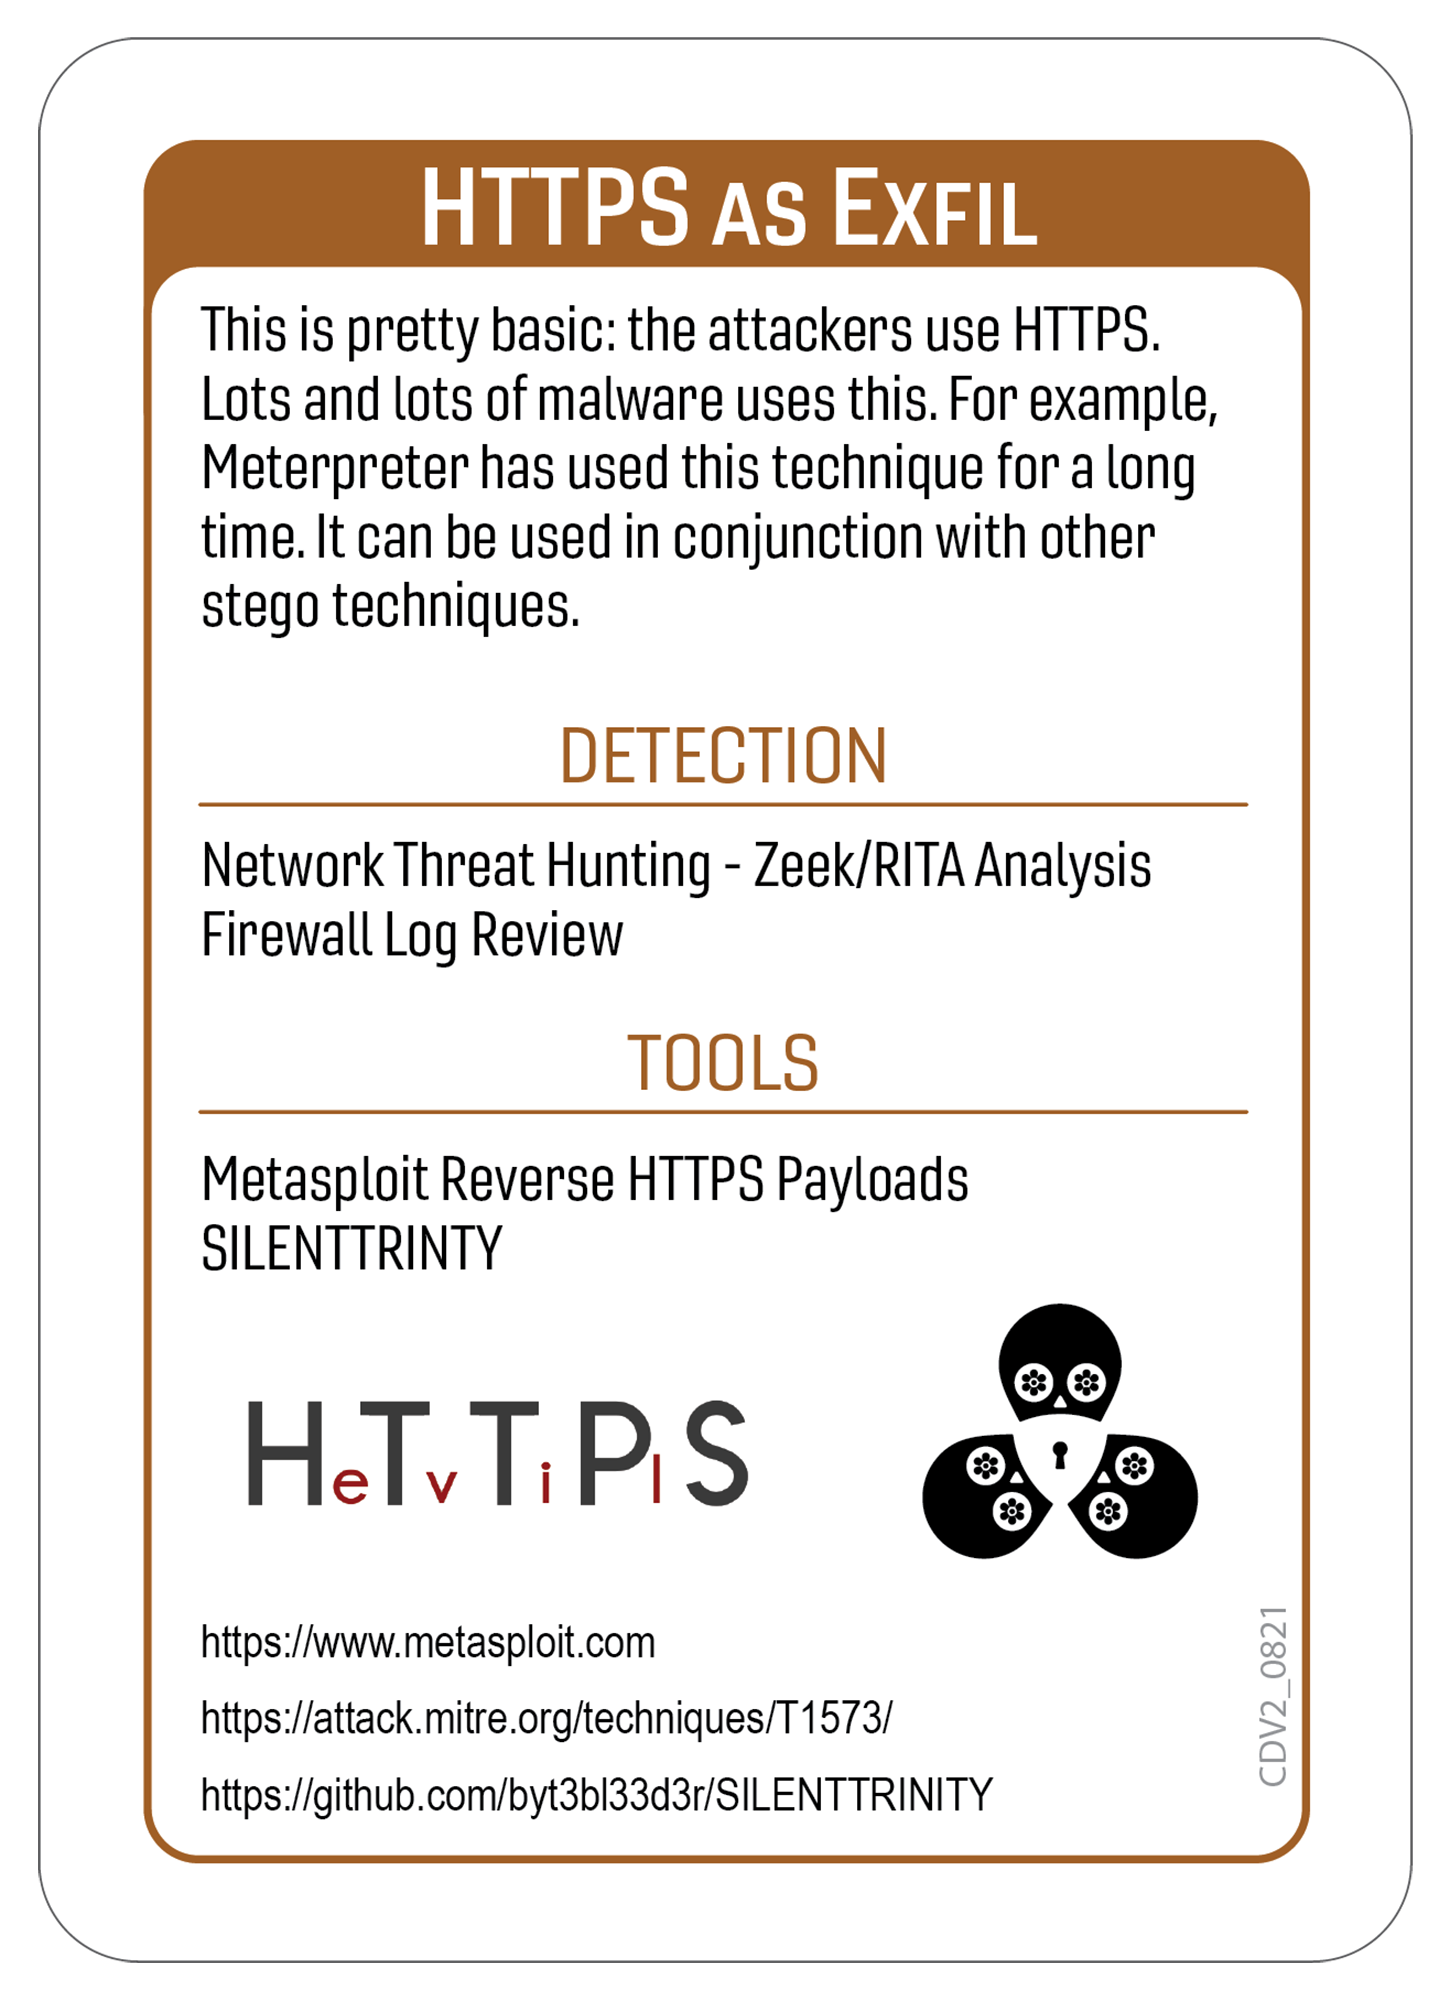 HTTPS AS EXFIL
This is pretty basic: the attackers use HTTPS.
Lots and lots of malware uses this. For example,
Meterpreter has used this technique for a long
time. It can be used in conjunction with other
stego techniques.
DETECTION
Network Threat Hunting - Zeek/RITA Analysis
Firewall Log Review
TOOLS
Metasploit Reverse HTTPS Payloads
SILENTTRINTY
HeTvTiPlS
https://www.metasploit.com
https://attack.mitre.org/techniques/T1573/
https://github.com/byt3bl33d3r/SILENTTRINITY
CDV2_0821